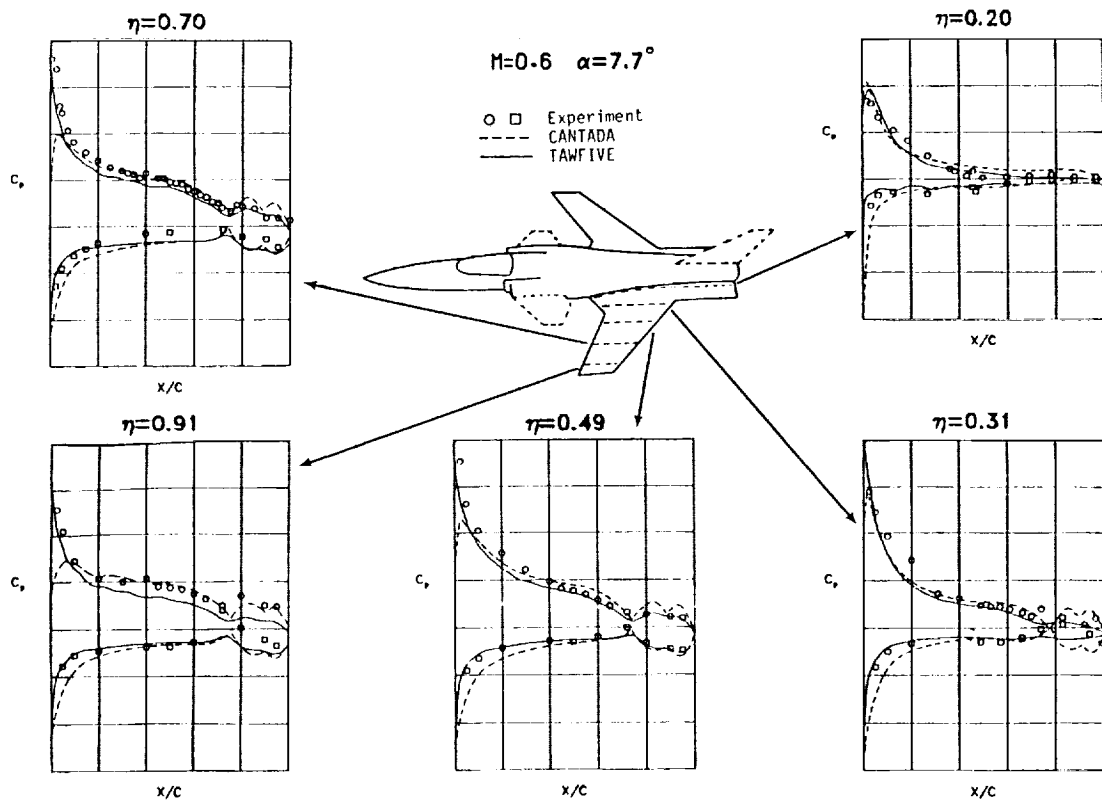 η=0.70
M=0.6 α=7.7°
Experiment
CANTADA
TAWFIVE
η=0.20
Cp
Cp
X/C
X/C
η=0.91
η=0.49
η=0.31
Cp
Cp
Cp
X/C
X/C
X/C